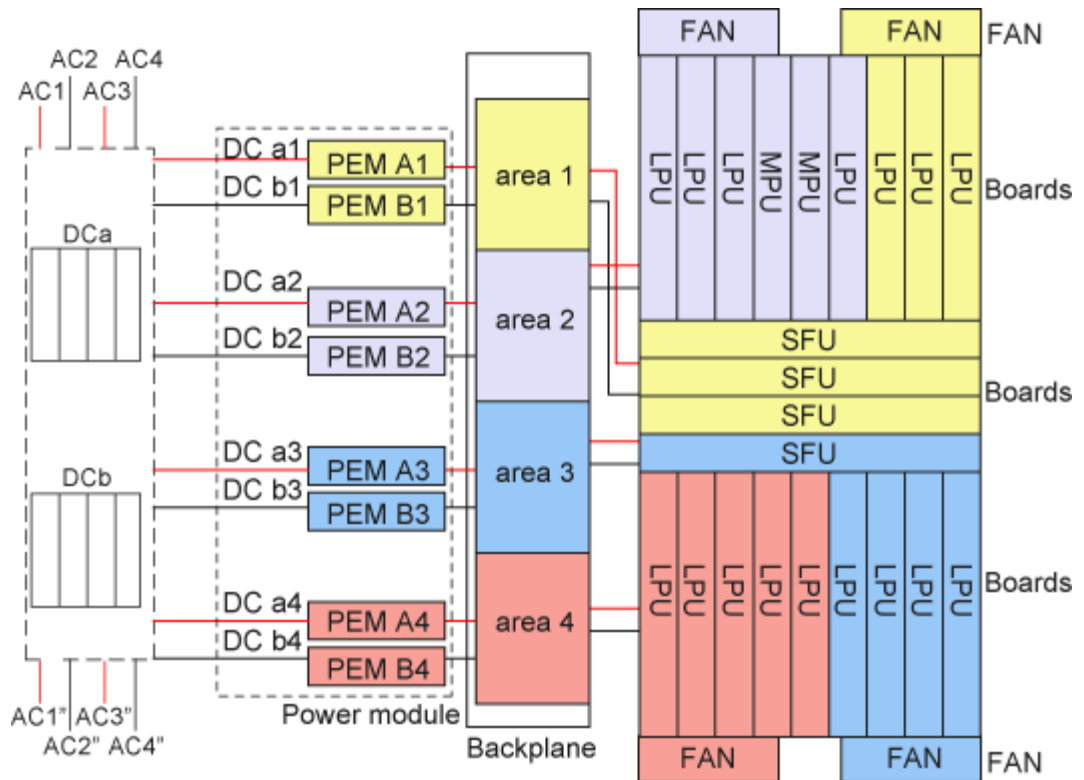 AC2 AC4
AC1 AC3
DCa
DCb
AC1” AC3”
AC2” AC4”
DC a1
PEM A1
DC b1
PEM B1
DC a2
PEM A2
DC b2
PEM B2
DC a3
PEM A3
DC b3
PEM B3
DC a4
PEM A4
DC b4
PEM B4
Power module
area 1
area 2
area 3
area 4
Backplane
FAN FAN FAN
LPU LPU LPU MPU MPU LPU LPU LPU LPU Boards
SFU
SFU
SFU
SFU
Boards
LPU LPU LPU LPU LPU LPU LPU LPU LPU Boards
FAN FAN FAN